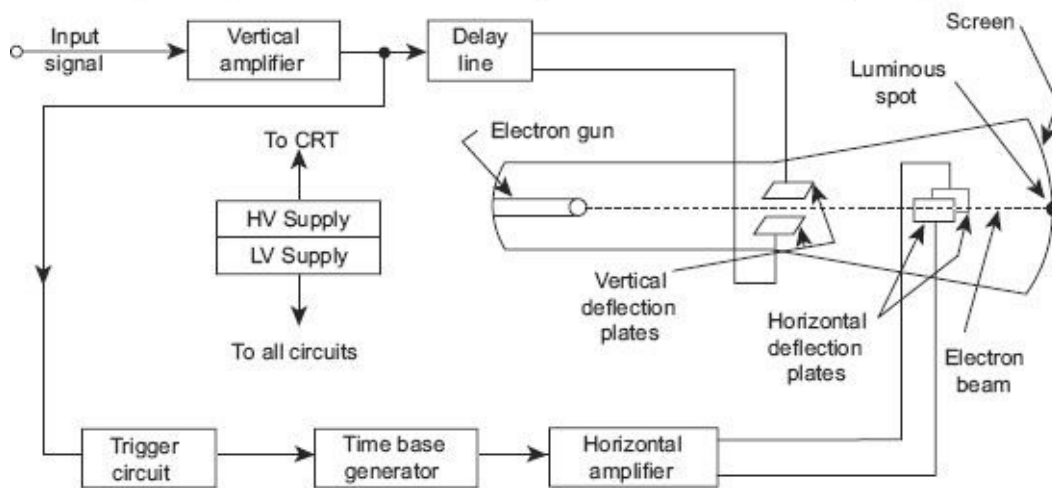 Input
signal
Vertical
amplifier
Delay
line
Screen
Luminous
spot
Electron gun
To CRT
HV Supply
LV Supply
To all circuits
Vertical
deflection
plates
Horizontal
deflection
plates
Electron
beam
Trigger
circuit
Time base
generator
Horizontal
amplifier